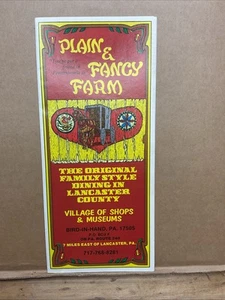 PLAIN &
FANCY
FARM
THE ORIGINAL
FAMILY STYLE
DINING IN
LANCASTER
COUNTY
VILLAGE OF SHOPS
& MUSEUMS
BIRD-IN-HAND, PA. 17505
7 MILES EAST OF LANCASTER, PA.